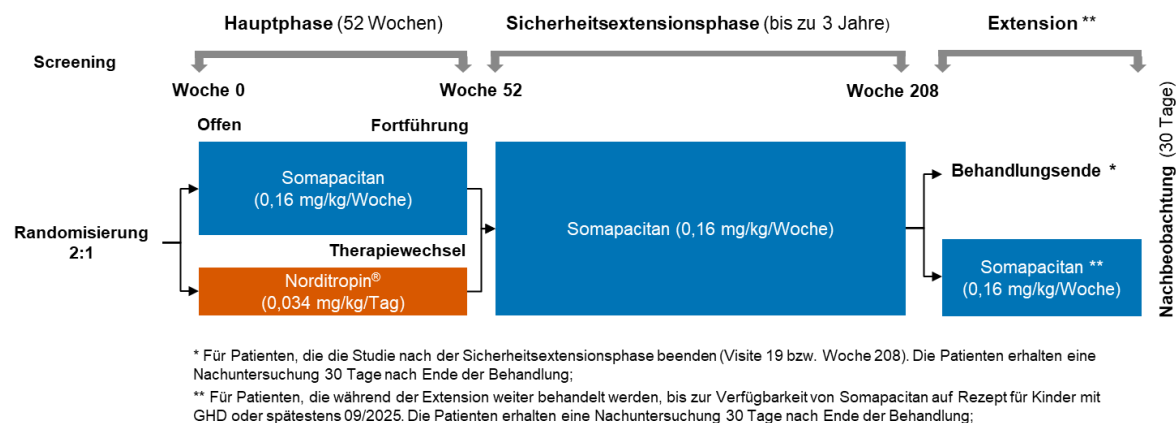 Hauptphase (52 Wochen)
Sicherheitsextensionsphase (bis zu 3 Jahre)
Extension **
Screening
Woche 0
Woche 52
Woche 208
Offen
Fortführung
Somapacitan
(0,16 mg/kg/Woche)
Randomisierung
2:1
Therapiewechsel
Norditropin®
(0,034 mg/kg/Tag)
Somapacitan (0,16 mg/kg/Woche)
Behandlungsende *
Somapacitan **
(0,16 mg/kg/Woche)
Nachbeobachtung (30 Tage)
* Für Patienten, die die Studie nach der Sicherheitsextensionsphase beenden (Visite 19 bzw. Woche 208). Die Patienten erhalten eine
Nachuntersuchung 30 Tage nach Ende der Behandlung;
** Für Patienten, die während der Extension weiter behandelt werden, bis zur Verfügbarkeit von Somapacitan auf Rezept für Kinder mit
GHD oder spätestens 09/2025. Die Patienten erhalten eine Nachuntersuchung 30 Tage nach Ende der Behandlung;